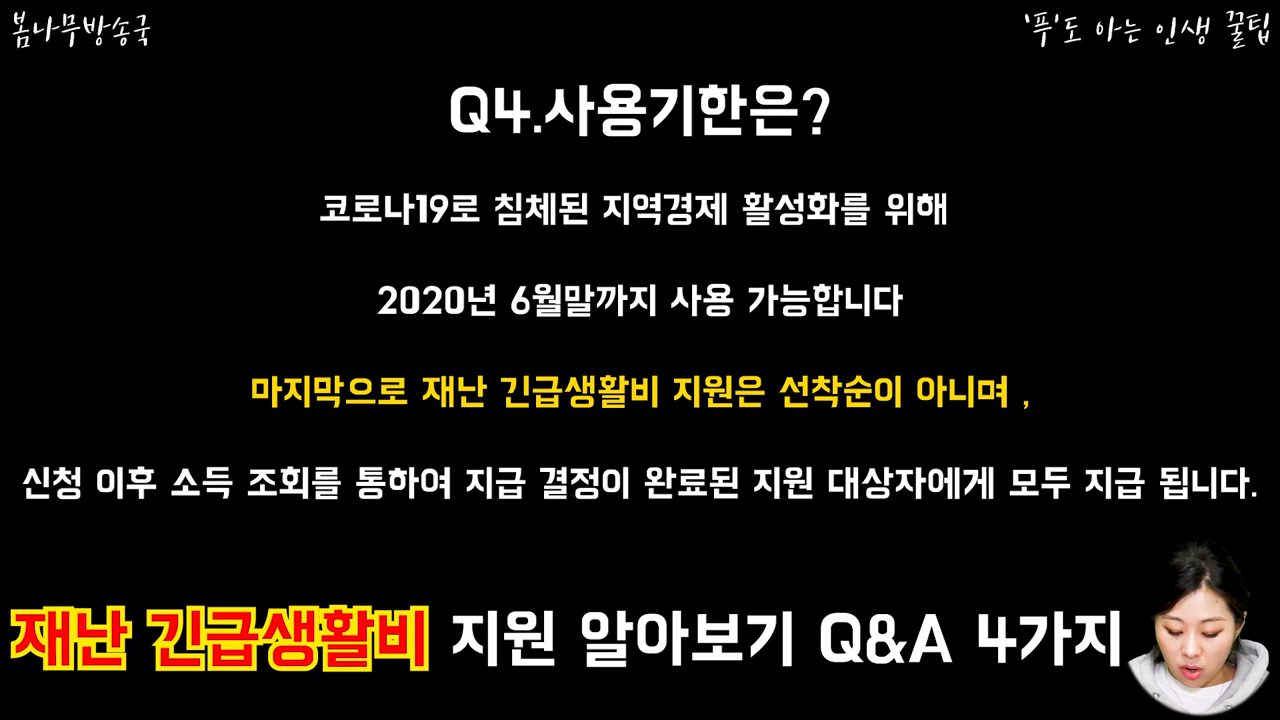 봄나무방송국
'푸'도 아는 인생 꿀팁
Q4.사용기한은?
코로나19로 침체된 지역경제 활성화를 위해
2020년 6월말까지 사용 가능합니다
마지막으로 재난 긴급생활비 지원은 선착순이 아니며 ,
신청 이후 소득 조회를 통하여 지급 결정이 완료된 지원 대상자에게 모두 지급 됩니다.
재난 긴급생활비 지원 알아보기 Q&A 4가지